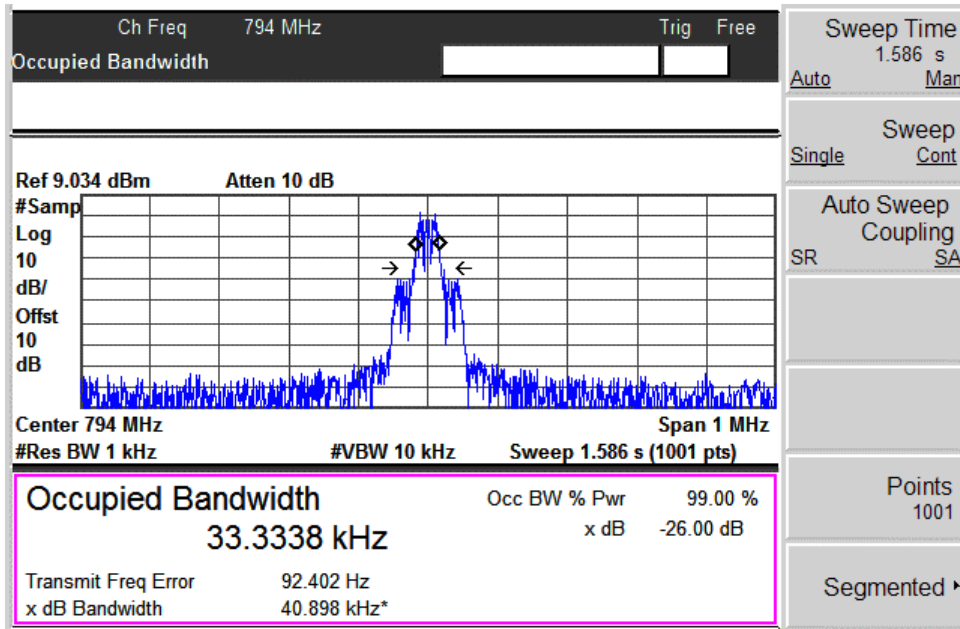 Ch Freq 794 MHz Trig Free
Occupied Bandwidth
Ref 9.034 dBm Atten 10 dB
#Samp
Log
10
dB/
Offst
10
dB
Center 794 MHz Span 1 MHz
#Res BW 1 kHz #VBW 10 kHz Sweep 1.586 s (1001 pts)
Occupied Bandwidth Occ BW % Pwr 99.00 %
33.3338 kHz x dB -26.00 dB
Transmit Freq Error 92.402 Hz
x dB Bandwidth 40.898 kHz*
Sweep Time
1.586 s
Auto Man
Sweep
Single Cont
Auto Sweep
Coupling
SR SA
Points
1001
Segmented